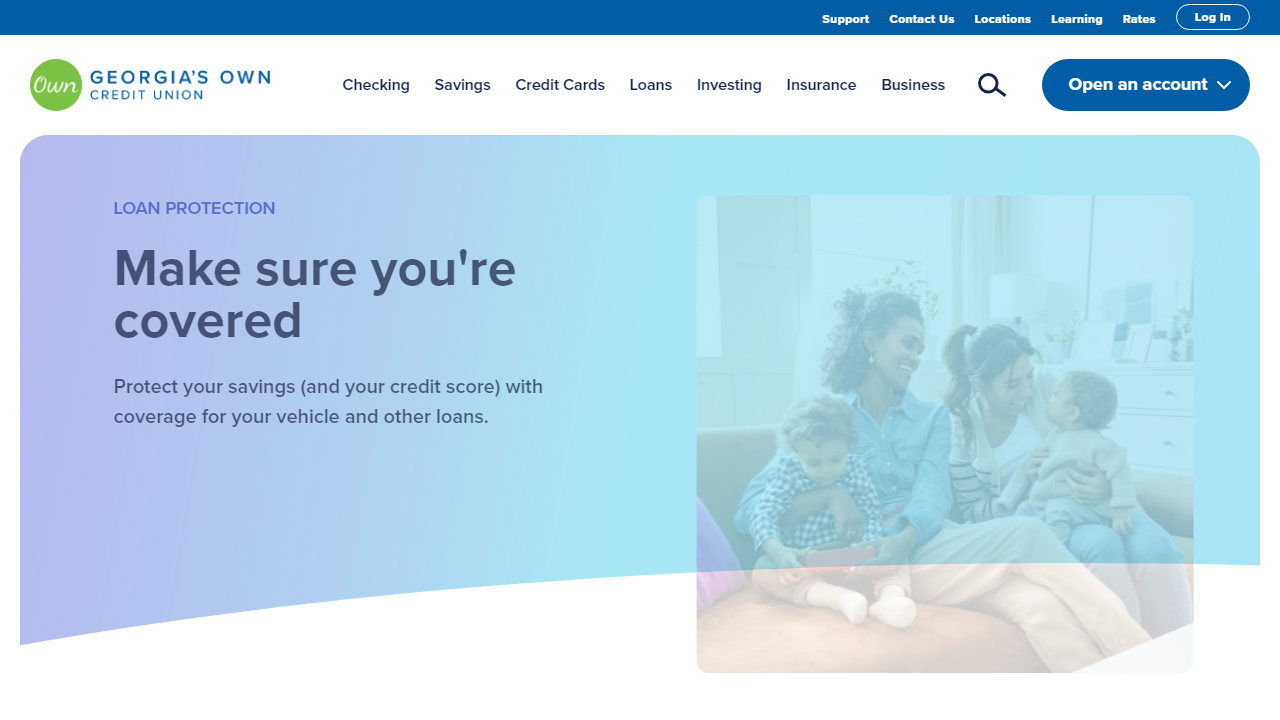 Support Contact Us Locations Learning Rates Log In
Own GEORGIA'S OWN
CREDIT UNION
Checking Savings Credit Cards Loans Investing Insurance Business
Open an account
LOAN PROTECTION
Make sure you're
covered
Protect your savings (and your credit score) with
coverage for your vehicle and other loans.